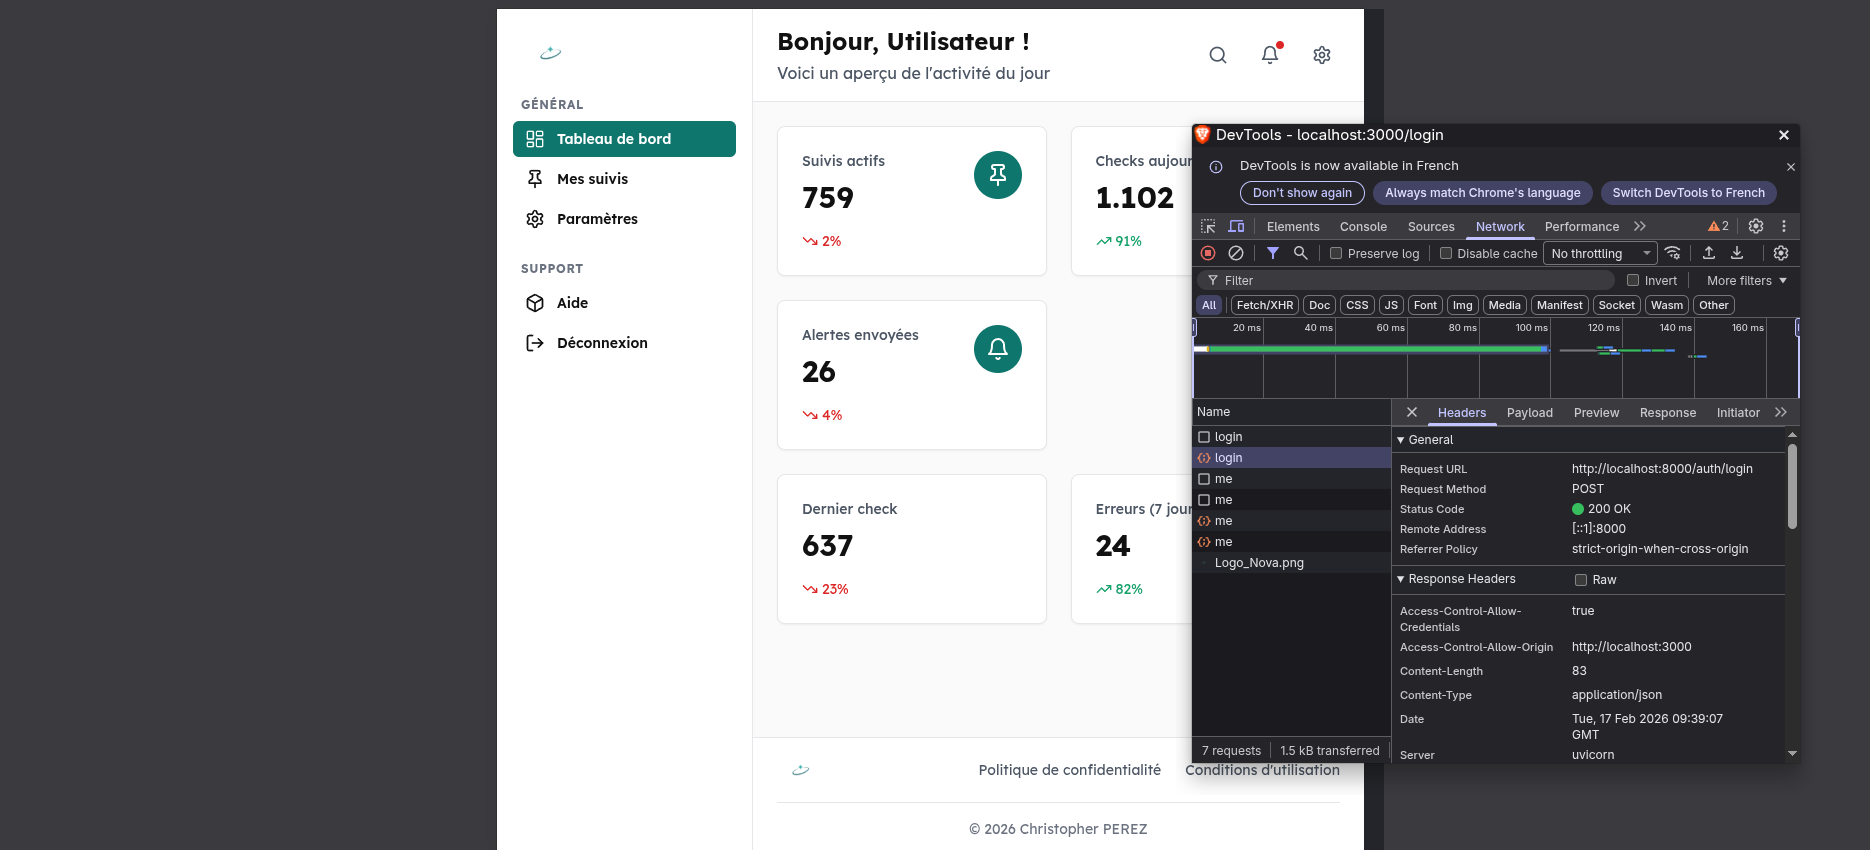 Bonjour, Utilisateur !
Voici un aperçu de l'activité du jour
GÉNÉRAL
Tableau de bord
Mes suivis
Paramètres
SUPPORT
Aide
Déconnexion
Suivis actifs
759
2%
Checks aujour
1.102
91%
Alertes envoyées
26
4%
Dernier check
637
23%
Erreurs (7 jour
24
82%
Politique de confidentialité Conditions d'utilisation
© 2026 Christopher PEREZ
DevTools - localhost:3000/login
DevTools is now available in French
Don't show again Always match Chrome's language Switch DevTools to French
Elements Console Sources Network Performance 2
Preserve log Disable cache No throttling
Filter Invert More filters
All Fetch/XHR Doc CSS JS Font Img Media Manifest Socket Wasm Other
20 ms 40 ms 60 ms 80 ms 100 ms 120 ms 140 ms 160 ms
Name
login
login
me
me
me
me
Logo_Nova.png
7 requests 1.5 kB transferred
Headers Payload Preview Response Initiator
General
Request URL http://localhost:8000/auth/login
Request Method POST
Status Code 200 OK
Remote Address [::1]:8000
Referrer Policy strict-origin-when-cross-origin
Response Headers Raw
Access-Control-Allow- true
Credentials
Access-Control-Allow-Origin http://localhost:3000
Content-Length 83
Content-Type application/json
Date Tue, 17 Feb 2026 09:39:07
GMT
Server uvicorn